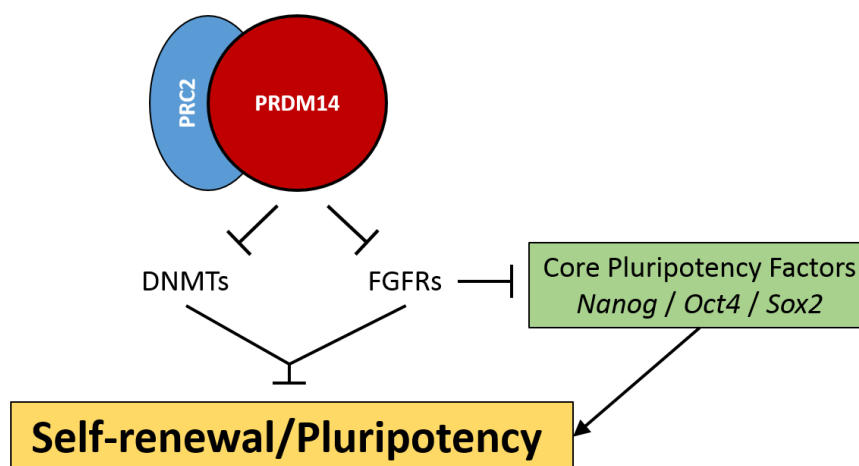 PRC2
PRDM14
DNMTs
FGFRs
Core Pluripotency Factors
Nanog / Oct4 / Sox2
Self-renewal/Pluripotency